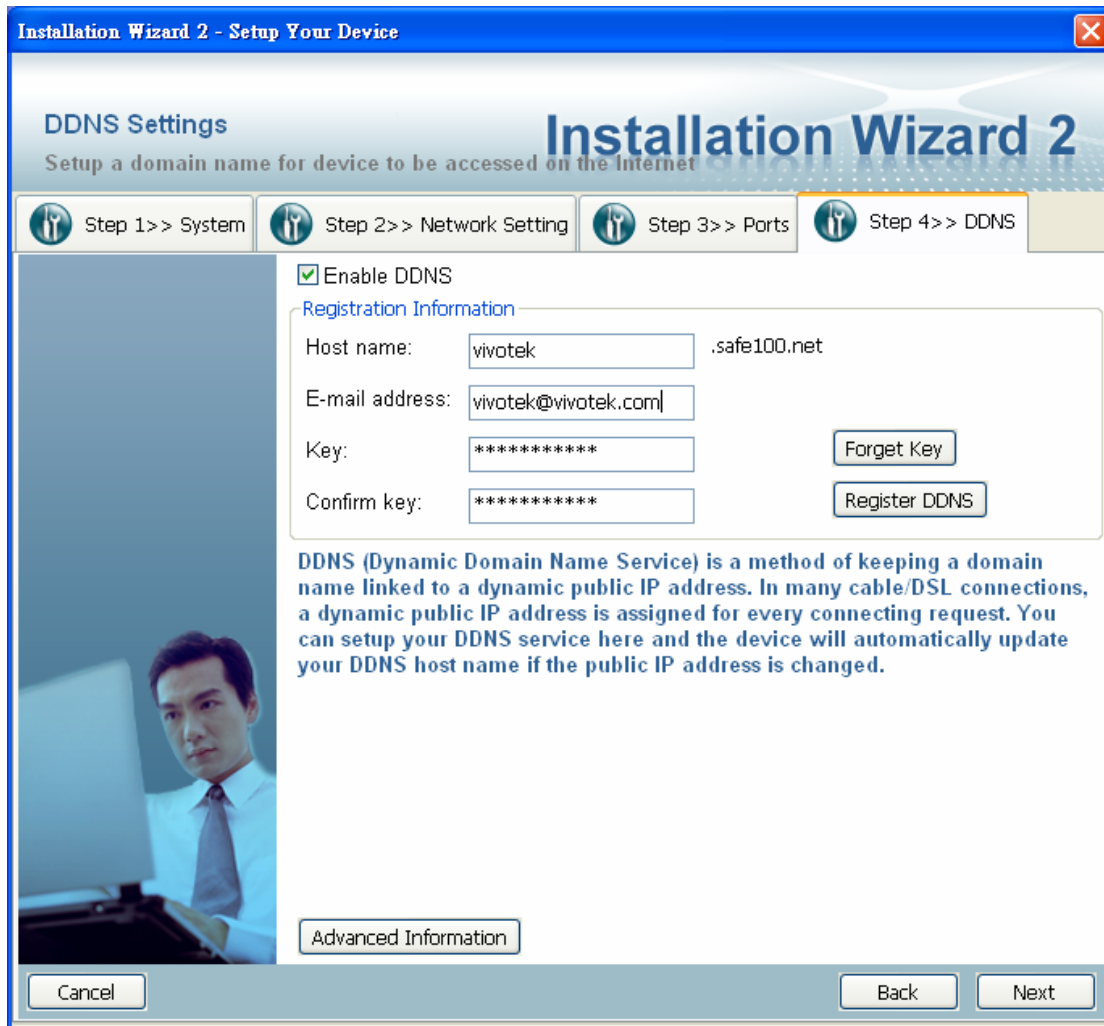 Installation Wizard 2 - Setup Your Device
DDNS Settings
Installation Wizard 2
Setup a domain name for device to be accessed on the Internet
Step 1>> System
Step 2>> Network Setting
Step 3>> Ports
Step 4>> DDNS
Enable DDNS
Registration Information
Host name:
vivotek
.safe100.net
E-mail address:
vivotek@vivotek.com
Key:
***********
Forget Key
Confirm key:
***********
Register DDNS
DDNS (Dynamic Domain Name Service) is a method of keeping a domain
name linked to a dynamic public IP address. In many cable/DSL connections,
a dynamic public IP address is assigned for every connecting request. You
can setup your DDNS service here and the device will automatically update
your DDNS host name if the public IP address is changed.
Advanced Information
Cancel
Back
Next